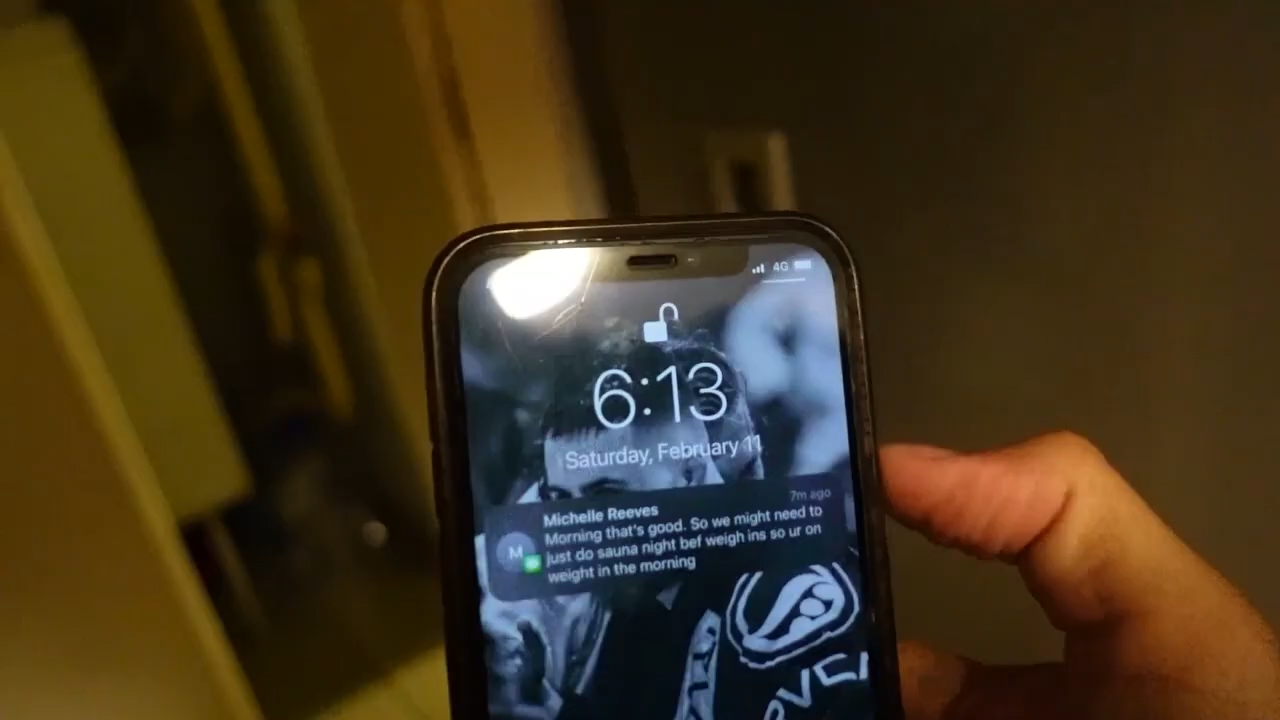 4G
6:13
Saturday, February 11
7m ago
Michelle Reeves
Morning that's good. So we might need to
just do sauna night bef weigh ins so ur on
weight in the morning
M